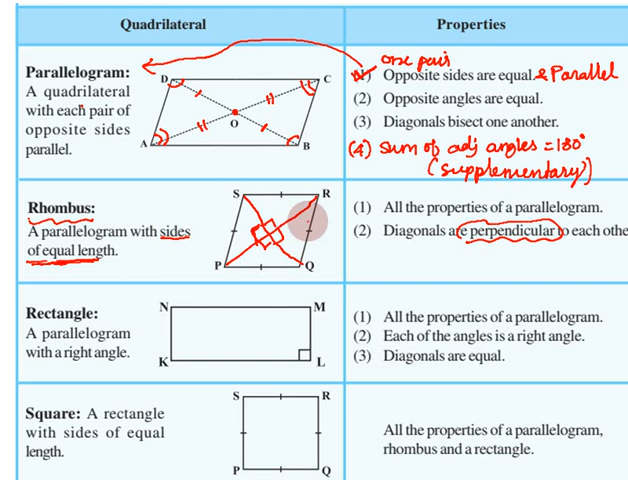 Quadrilateral
Properties
Parallelogram:
A quadrilateral
with each pair of
opposite sides
parallel.
D
C
O
A
B
one pair
Opposite sides are equal. & Parallel
(2) Opposite angles are equal.
(3) Diagonals bisect one another.
(4) sum of adj angles = 180°
(supplementary)
Rhombus:
A parallelogram with sides
of equal length.
S
R
P
Q
(1) All the properties of a parallelogram.
(2) Diagonals are perpendicular to each othe
Rectangle:
A parallelogram
with a right angle.
N
M
K
L
(1) All the properties of a parallelogram.
(2) Each of the angles is a right angle.
(3) Diagonals are equal.
Square: A rectangle
with sides of equal
length.
S
R
P
Q
All the properties of a parallelogram,
rhombus and a rectangle.